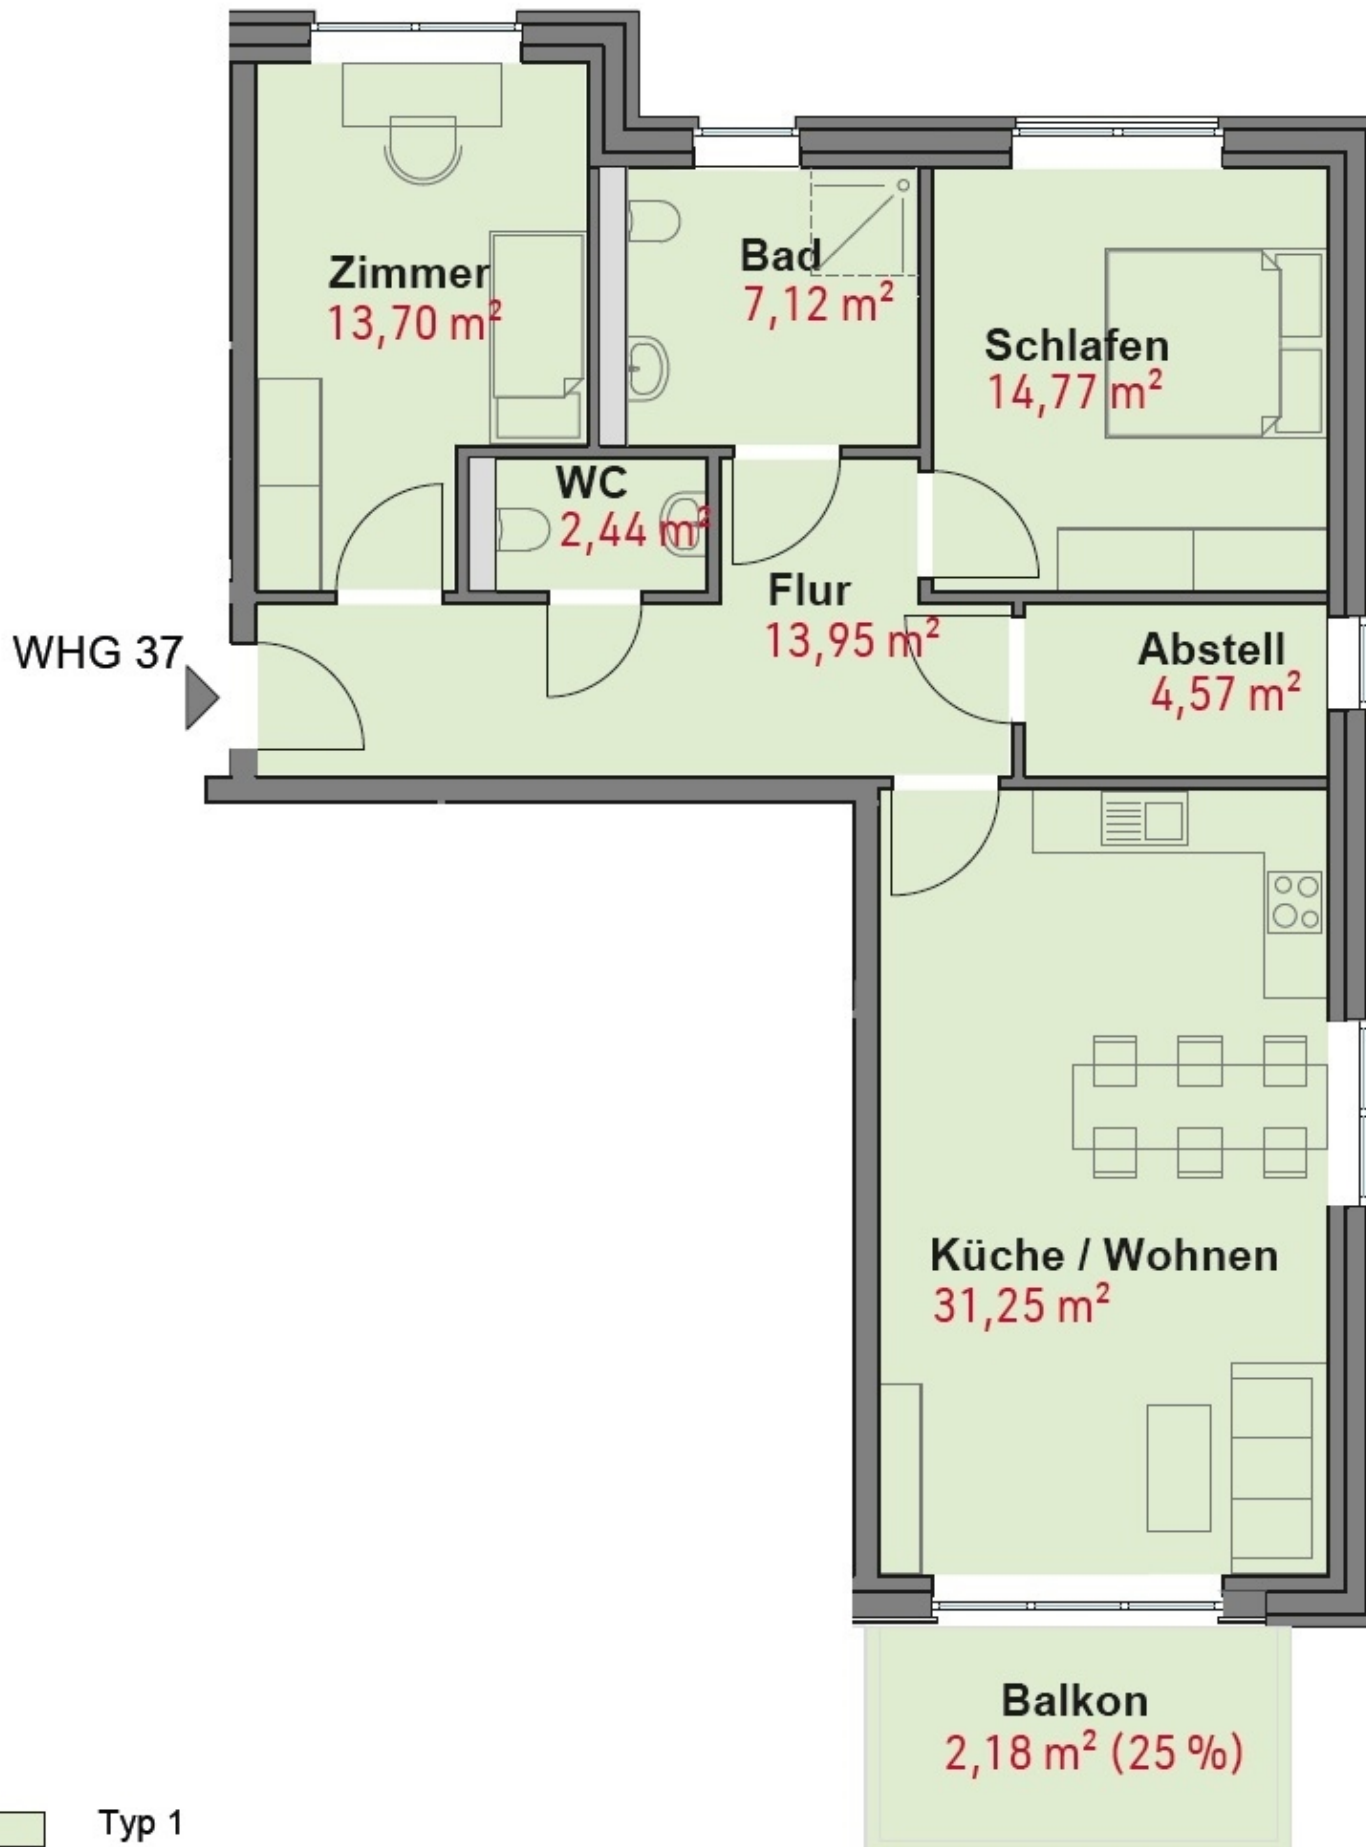 Zimmer
13,70 m²
Bad
7,12 m²
Schlafen
14,77 m²
WC
2,44 m²
Flur
13,95 m²
WHG 37
Abstell
4,57 m²
Küche / Wohnen
31,25 m²
Balkon
2,18 m² (25 %)
Typ 1